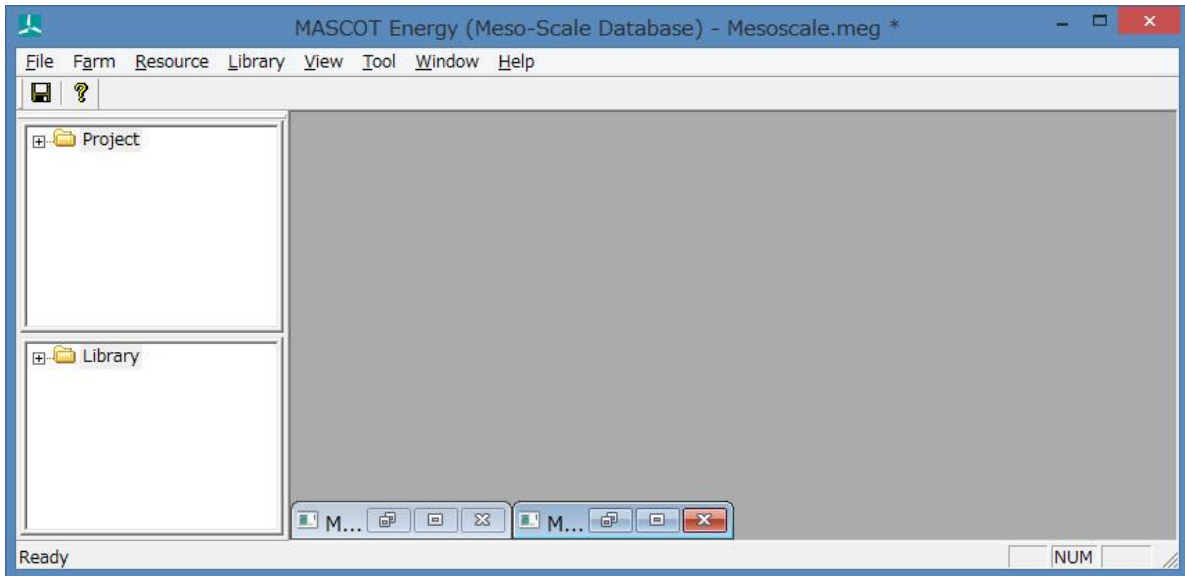 MASCOT Energy (Meso-Scale Database) - Mesoscale.meg *
File Farm Resource Library View Tool Window Help
Project
Library
M... M...
Ready NUM